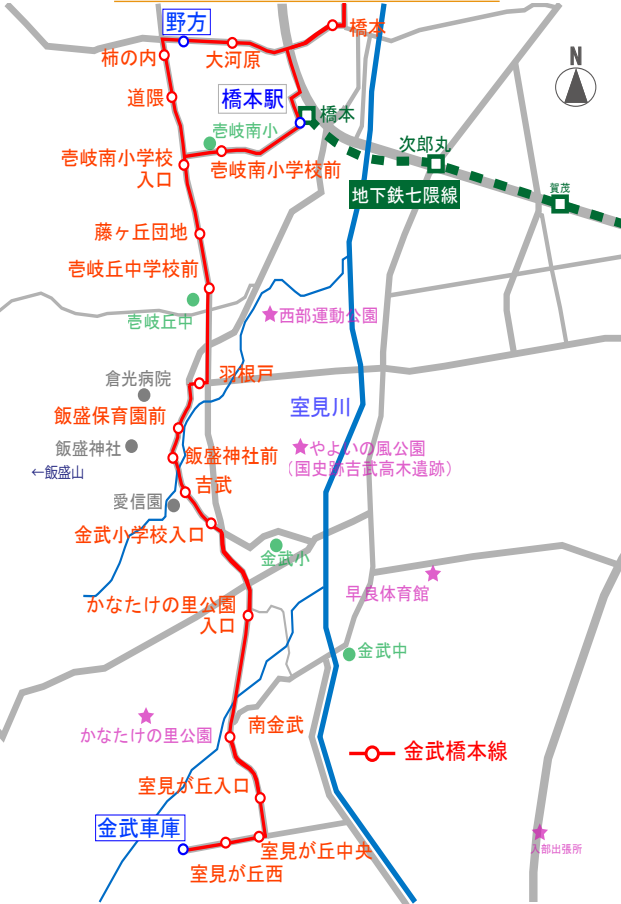 野方
橋本
柿の内
大河原
N
道隈
橋本駅
橋本
壱岐南小
次郎丸
壱岐南小学校
入口
壱岐南小学校前
地下鉄七隈線
賀茂
藤ヶ丘団地
壱岐丘中学校前
壱岐丘中
西部運動公園
倉光病院
羽根戸
飯盛保育園前
室見川
飯盛神社
飯盛神社前
やよいの風公園
（国史跡吉武高木遺跡）
←飯盛山
吉武
愛信園
金武小学校入口
金武小
早良体育館
かなたけの里公園
入口
金武中
かなたけの里公園
南金武
金武橋本線
室見が丘入口
金武車庫
室見が丘中央
入部出張所
室見が丘西